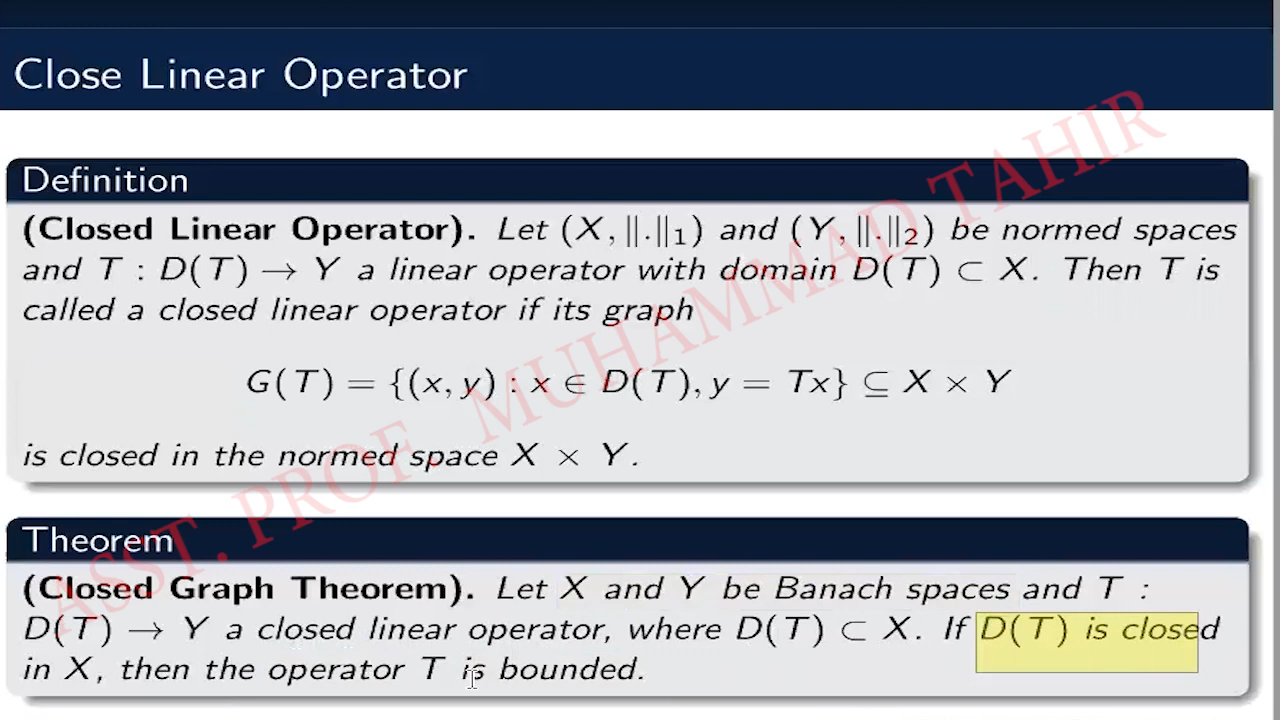 Close Linear Operator
Definition
(Closed Linear Operator). Let (X, ∥.∥₁) and (Y, ∥.∥₂) be normed spaces
and T : D(T) → Y a linear operator with domain D(T) ⊂ X. Then T is
called a closed linear operator if its graph
G(T) = {(x, y) : x ∈ D(T), y = Tx} ⊆ X × Y
is closed in the normed space X × Y.
Theorem
(Closed Graph Theorem). Let X and Y be Banach spaces and T :
D(T) → Y a closed linear operator, where D(T) ⊂ X. If D(T) is closed
in X, then the operator T is bounded.
ASST. PROF. MUHAMMAD TAHIR